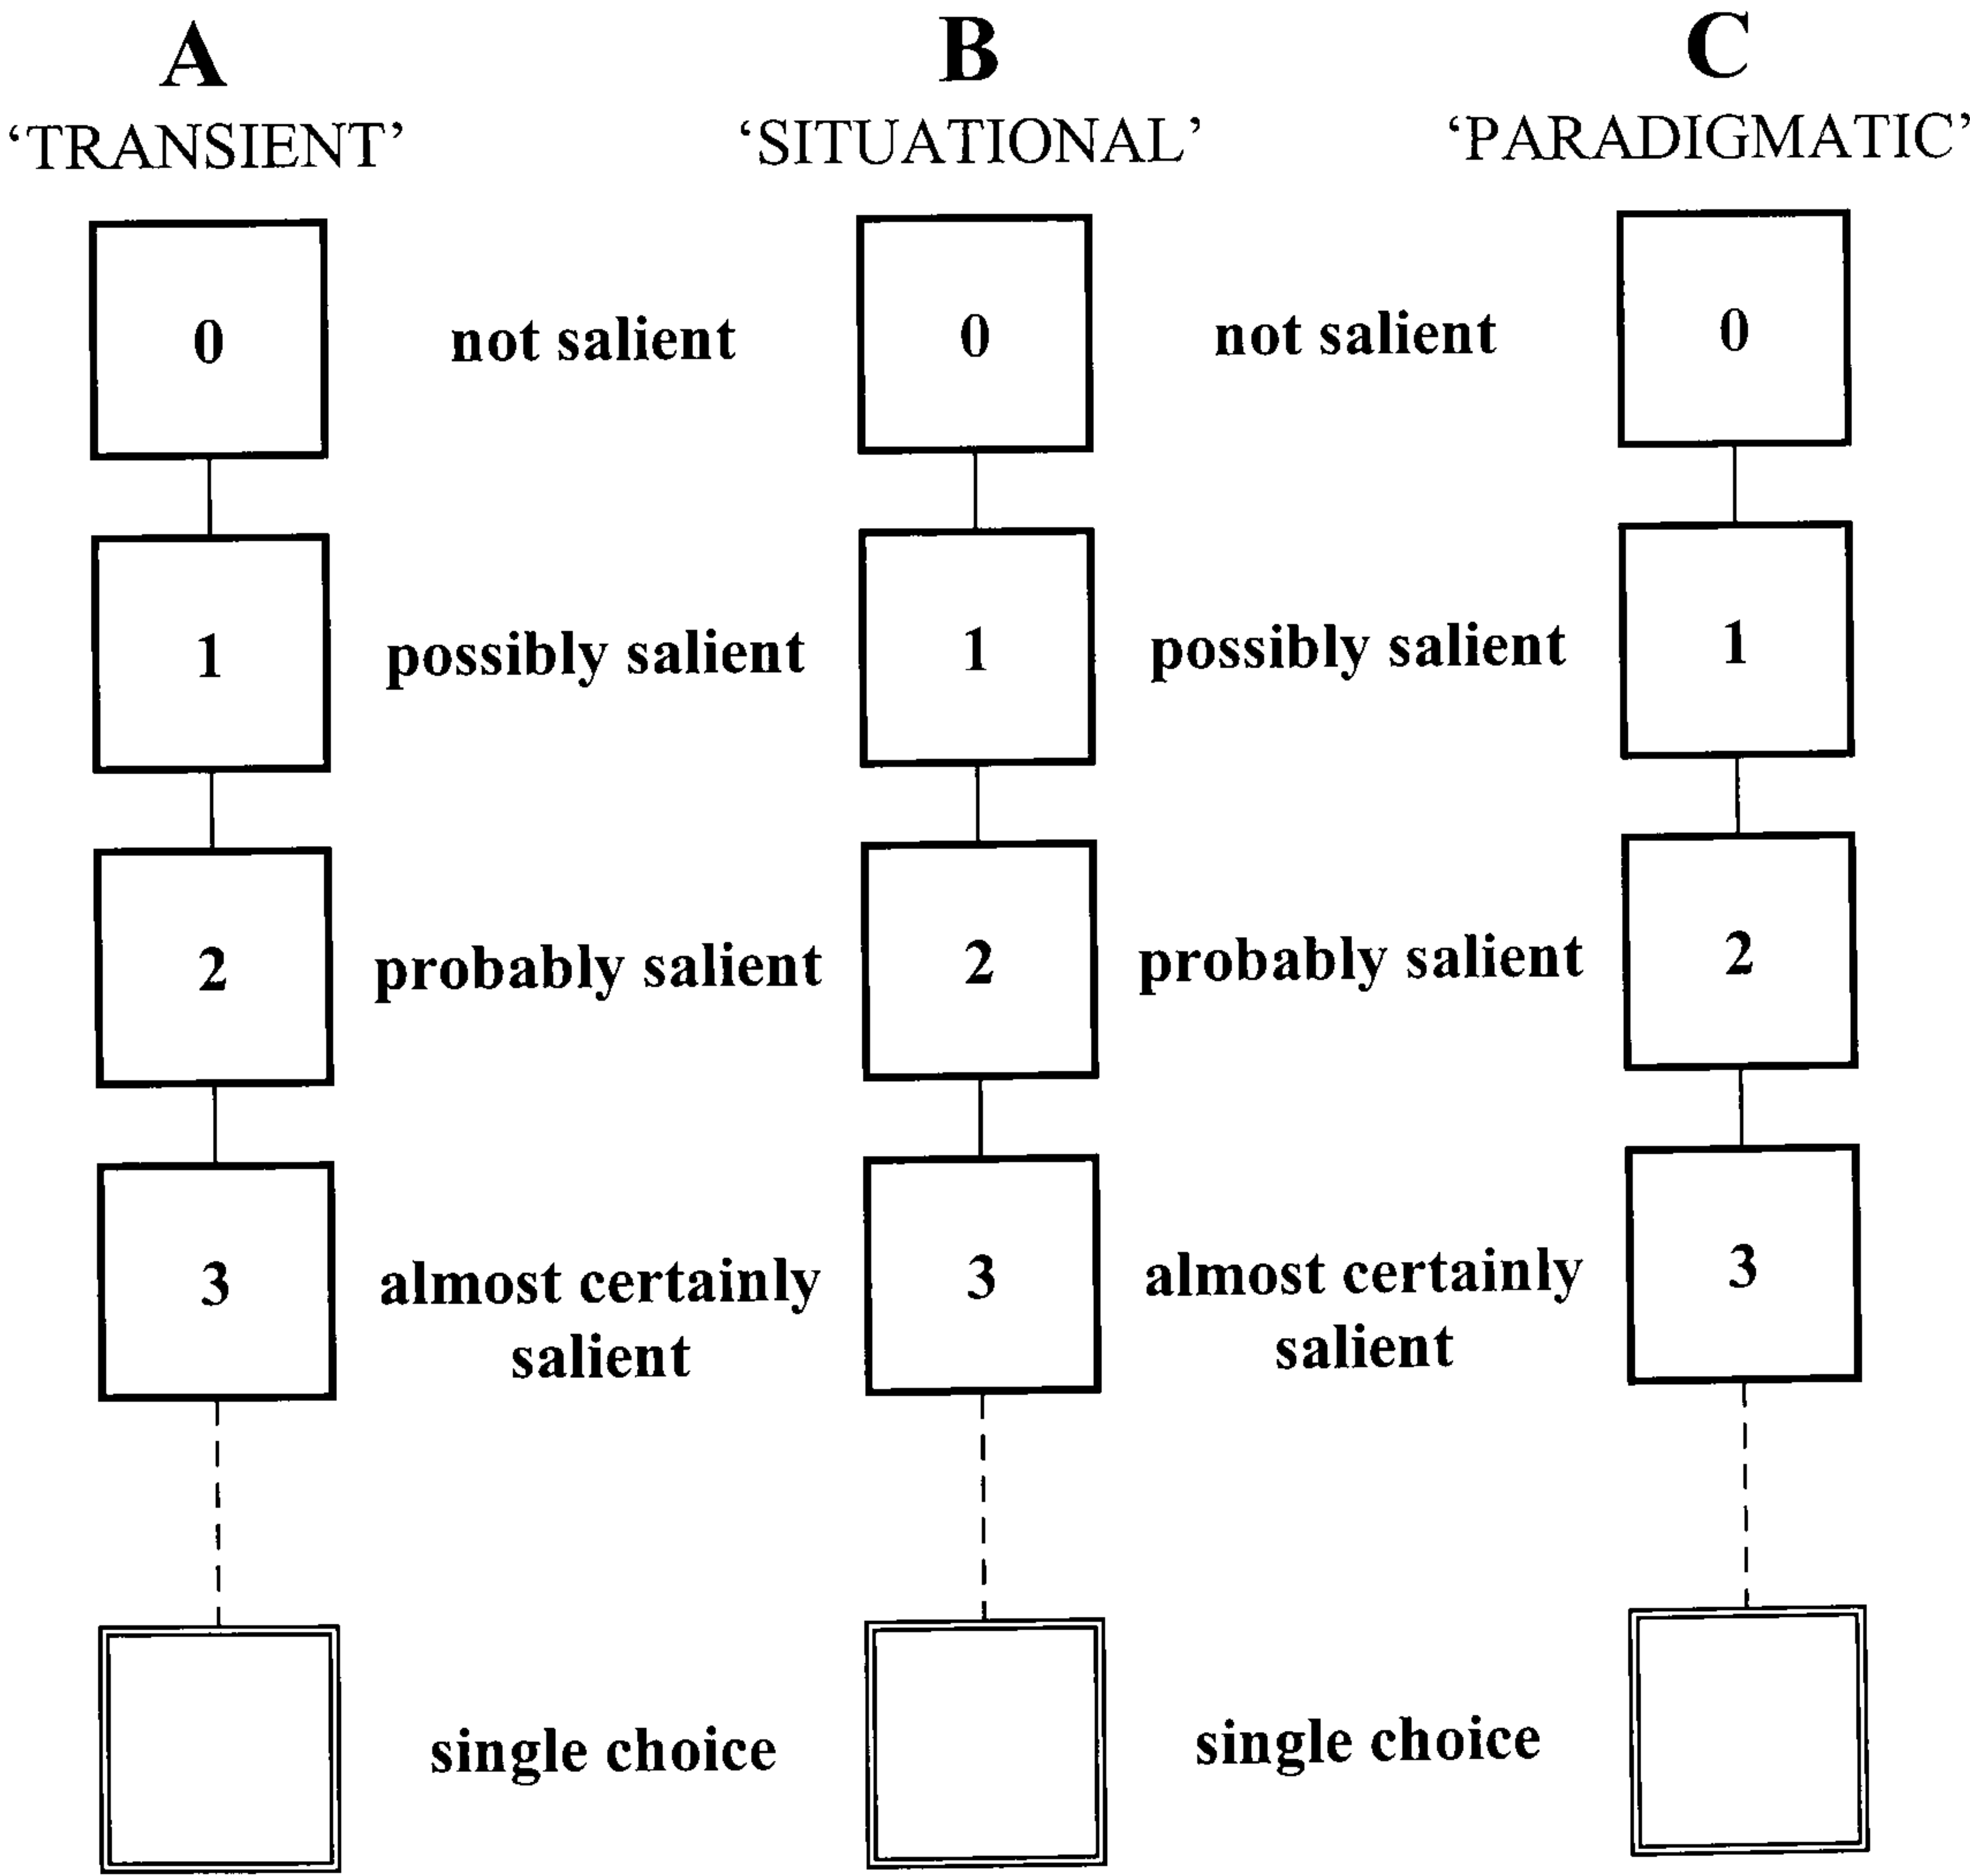 A B C
‘TRANSIENT’ ‘SITUATIONAL’ ‘PARADIGMATIC’
0 not salient 0 not salient 0
1 possibly salient 1 possibly salient 1
2 probably salient 2 probably salient 2
3 almost certainly 3 almost certainly 3
salient salient
single choice single choice